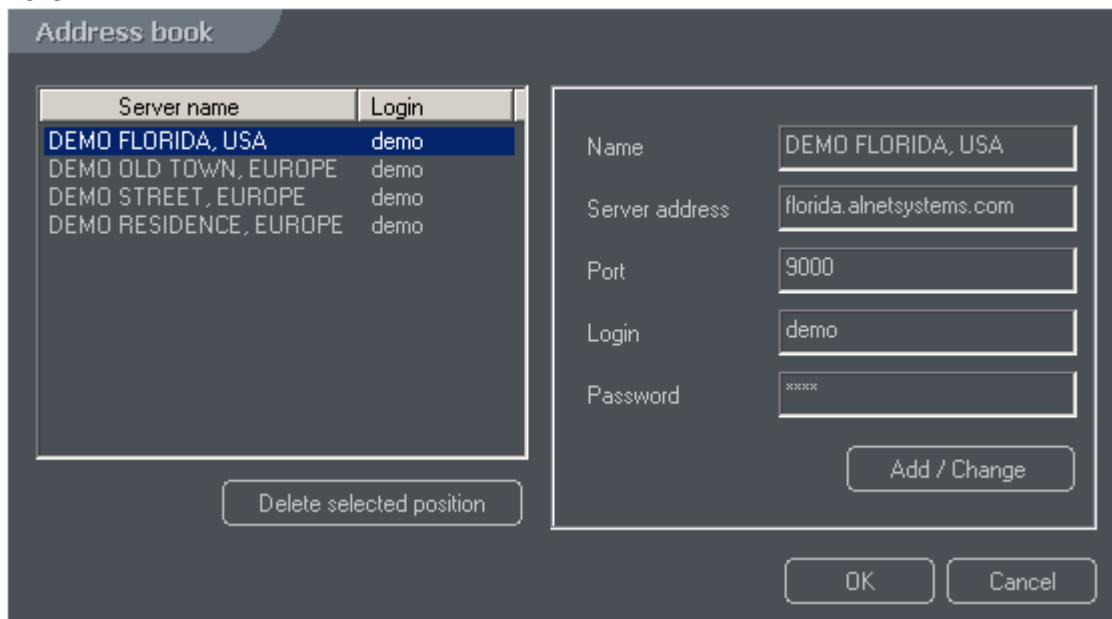 Address book
Server name Login
DEMO FLORIDA, USA demo
DEMO OLD TOWN, EUROPE demo
DEMO STREET, EUROPE demo
DEMO RESIDENCE, EUROPE demo
Delete selected position
Name DEMO FLORIDA, USA
Server address florida.alnetsystems.com
Port 9000
Login demo
Password ****
Add / Change
OK Cancel